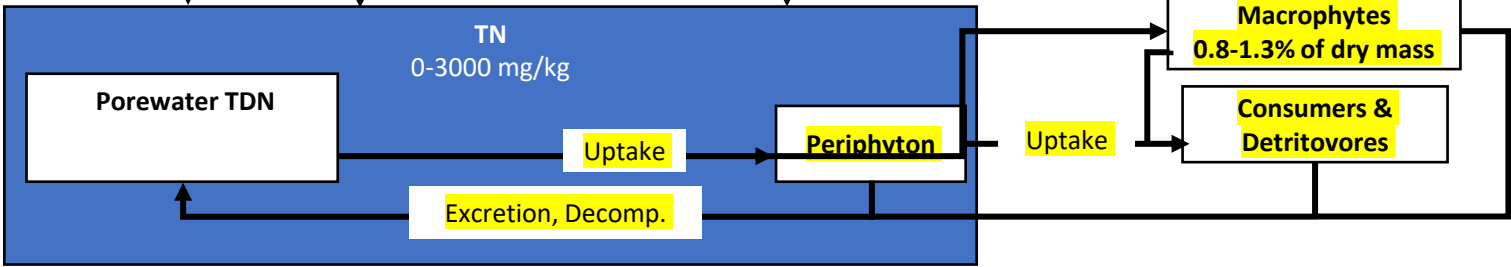 TN
0-3000 mg/kg
Macrophytes
0.8-1.3% of dry mass
Porewater TDN
Uptake
Periphyton
Uptake
Consumers &
Detritovores
Excretion, Decomp.